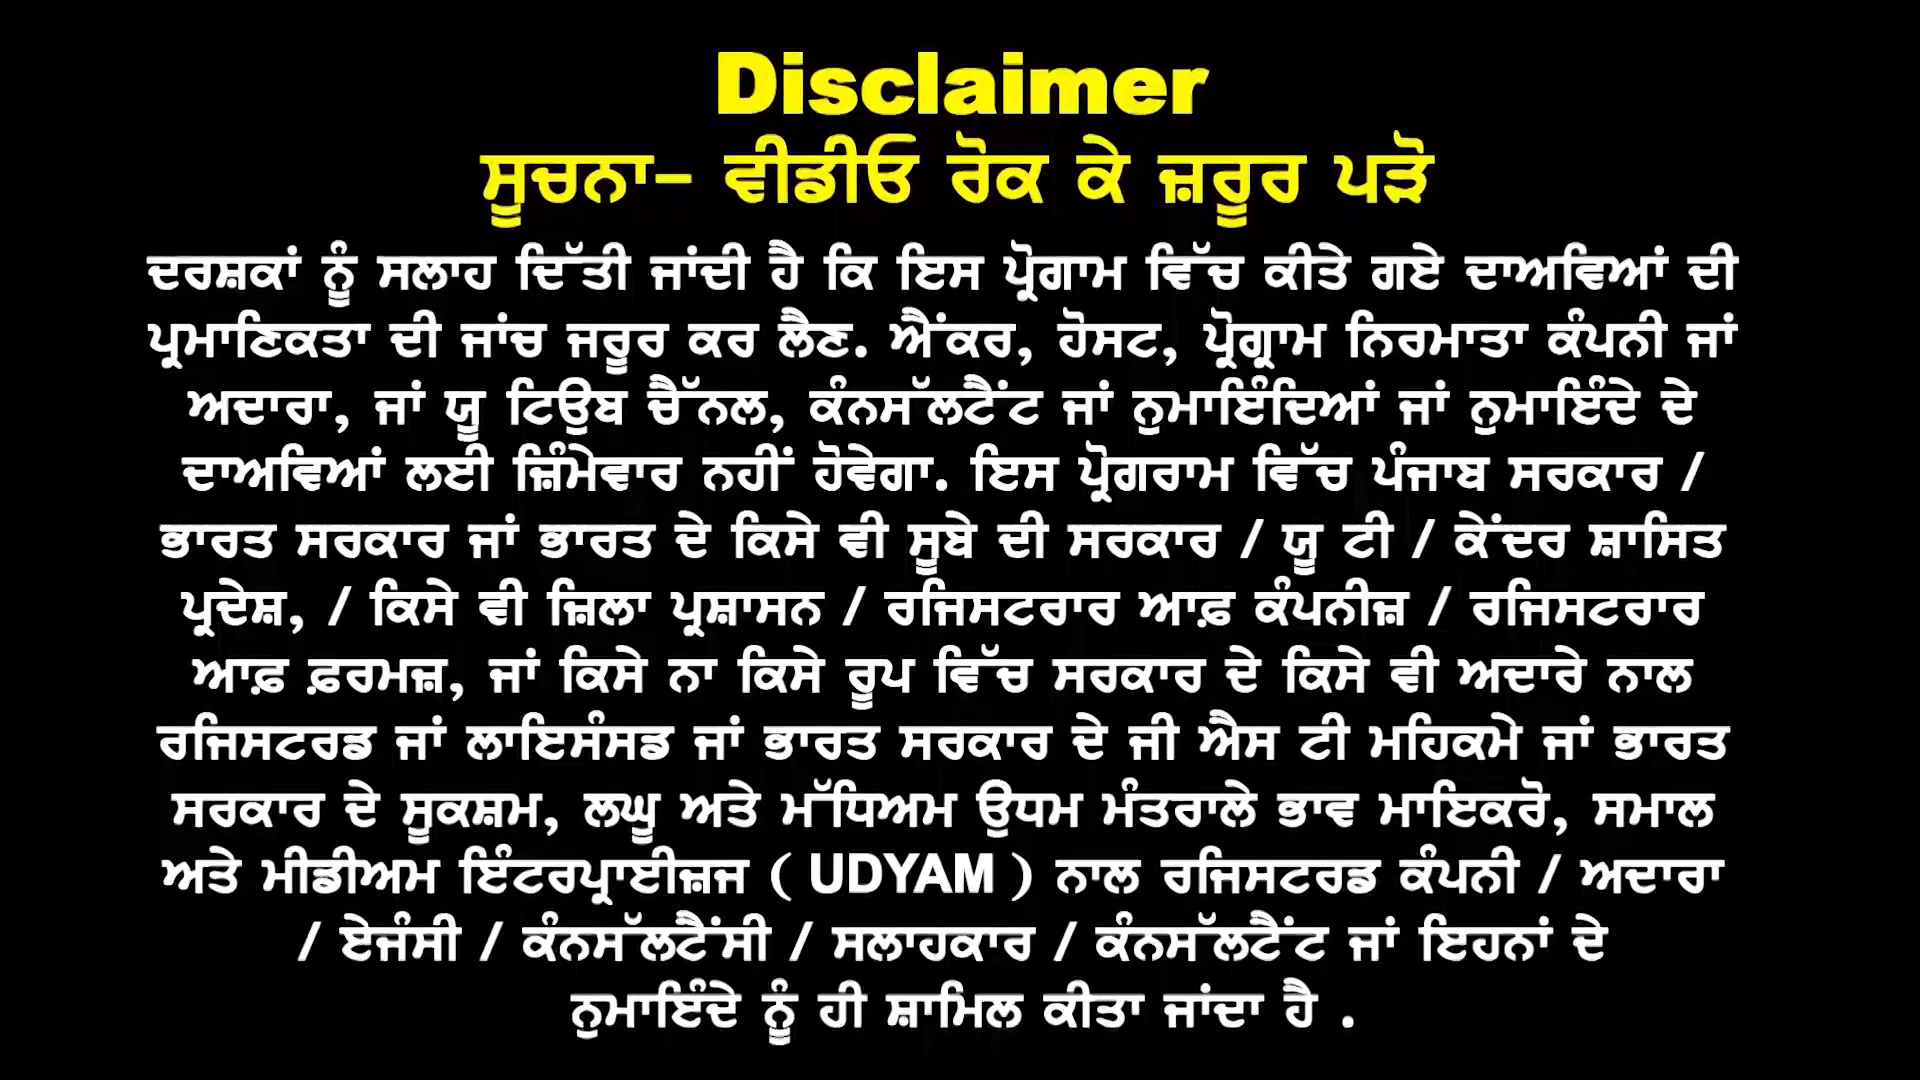 Disclaimer
ਸੂਚਨਾ- ਵੀਡੀਓ ਰੋਕ ਕੇ ਜ਼ਰੂਰ ਪੜੋ
ਦਰਸ਼ਕਾਂ ਨੂੰ ਸਲਾਹ ਦਿੱਤੀ ਜਾਂਦੀ ਹੈ ਕਿ ਇਸ ਪ੍ਰੋਗਾਮ ਵਿੱਚ ਕੀਤੇ ਗਏ ਦਾਅਵਿਆਂ ਦੀ
ਪ੍ਰਮਾਣਿਕਤਾ ਦੀ ਜਾਂਚ ਜਰੂਰ ਕਰ ਲੈਣ. ਐਂਕਰ, ਹੋਸਟ, ਪ੍ਰੋਗ੍ਰਾਮ ਨਿਰਮਾਤਾ ਕੰਪਨੀ ਜਾਂ
ਅਦਾਰਾ, ਜਾਂ ਯੂ ਟਿਊਬ ਚੈੱਨਲ, ਕੰਨਸੱਲਟੈਂਟ ਜਾਂ ਨੁਮਾਇੰਦਿਆਂ ਜਾਂ ਨੁਮਾਇੰਦੇ ਦੇ
ਦਾਅਵਿਆਂ ਲਈ ਜ਼ਿੰਮੇਵਾਰ ਨਹੀਂ ਹੋਵੇਗਾ. ਇਸ ਪ੍ਰੋਗਰਾਮ ਵਿੱਚ ਪੰਜਾਬ ਸਰਕਾਰ /
ਭਾਰਤ ਸਰਕਾਰ ਜਾਂ ਭਾਰਤ ਦੇ ਕਿਸੇ ਵੀ ਸੂਬੇ ਦੀ ਸਰਕਾਰ / ਯੂ ਟੀ / ਕੇਂਦਰ ਸ਼ਾਸਿਤ
ਪ੍ਰਦੇਸ਼, / ਕਿਸੇ ਵੀ ਜ਼ਿਲਾ ਪ੍ਰਸ਼ਾਸਨ / ਰਜਿਸਟਰਾਰ ਆਫ਼ ਕੰਪਨੀਜ਼ / ਰਜਿਸਟਰਾਰ
ਆਫ਼ ਫ਼ਰਮਜ਼, ਜਾਂ ਕਿਸੇ ਨਾ ਕਿਸੇ ਰੂਪ ਵਿੱਚ ਸਰਕਾਰ ਦੇ ਕਿਸੇ ਵੀ ਅਦਾਰੇ ਨਾਲ
ਰਜਿਸਟਰਡ ਜਾਂ ਲਾਇਸੰਸਡ ਜਾਂ ਭਾਰਤ ਸਰਕਾਰ ਦੇ ਜੀ ਐਸ ਟੀ ਮਹਿਕਮੇ ਜਾਂ ਭਾਰਤ
ਸਰਕਾਰ ਦੇ ਸੂਕਸ਼ਮ, ਲਘੂ ਅਤੇ ਮੱਧਿਅਮ ਉਧਮ ਮੰਤਰਾਲੇ ਭਾਵ ਮਾਇਕਰੋ, ਸਮਾਲ
ਅਤੇ ਮੀਡੀਅਮ ਇੰਟਰਪ੍ਰਾਈਜ਼ਜ ( UDYAM ) ਨਾਲ ਰਜਿਸਟਰਡ ਕੰਪਨੀ / ਅਦਾਰਾ
/ ਏਜੰਸੀ / ਕੰਨਸੱਲਟੈਂਸੀ / ਸਲਾਹਕਾਰ / ਕੰਨਸੱਲਟੈਂਟ ਜਾਂ ਇਹਨਾਂ ਦੇ
ਨੁਮਾਇੰਦੇ ਨੂੰ ਹੀ ਸ਼ਾਮਿਲ ਕੀਤਾ ਜਾਂਦਾ ਹੈ .